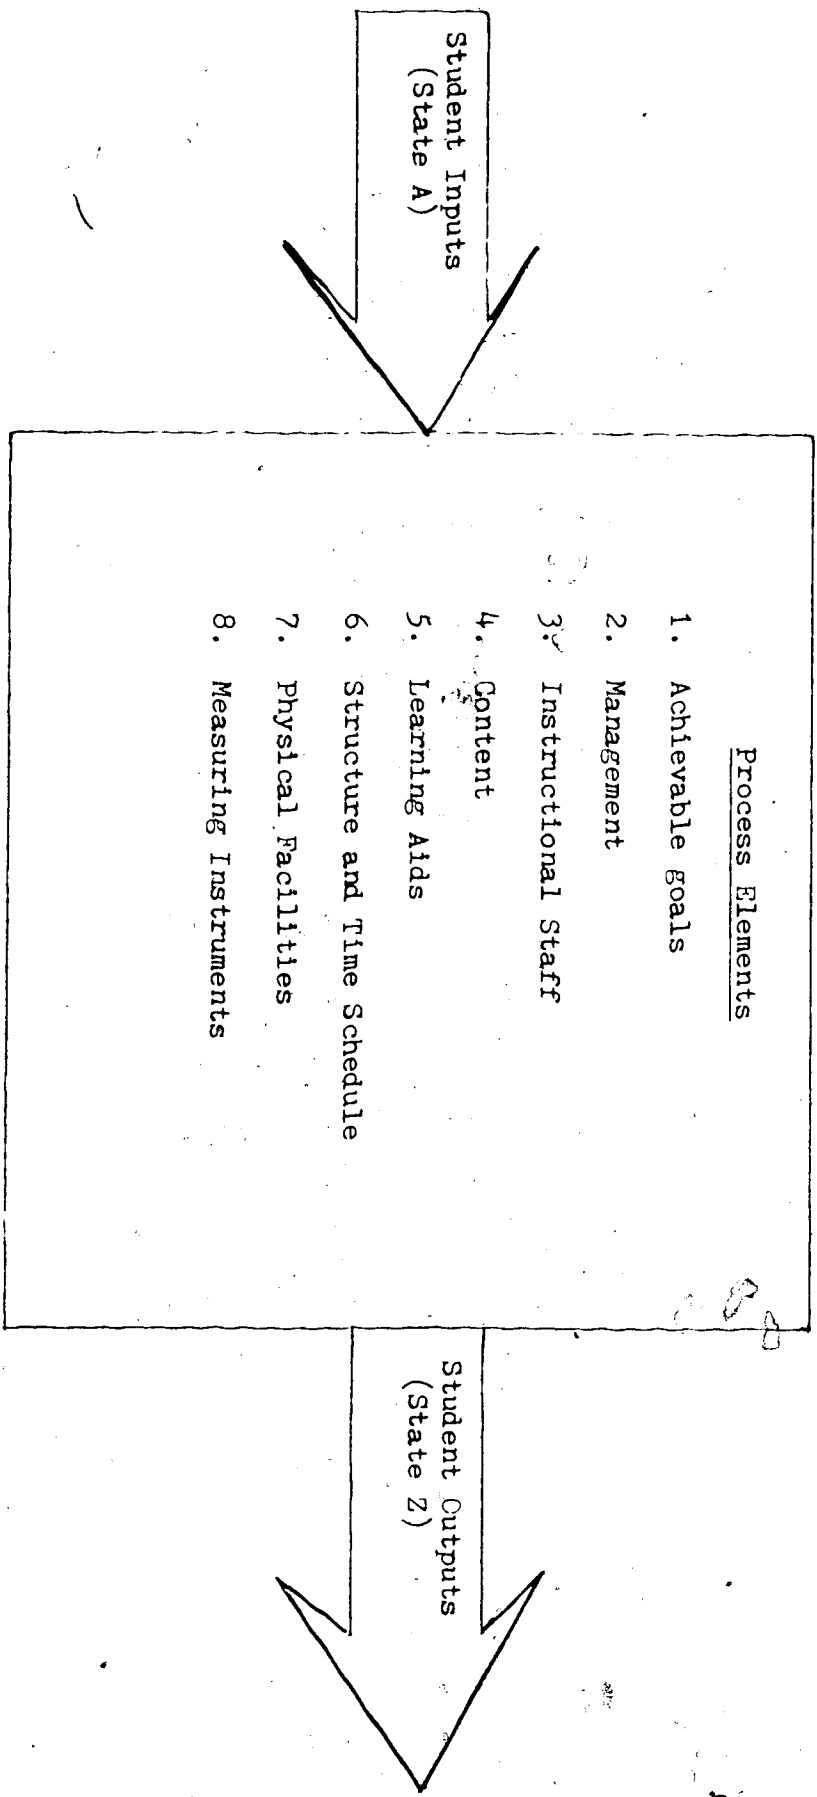 Student Inputs
(State A)
Process Elements
1. Achievable goals
2. Management
3. Instructional Staff
4. Content
5. Learning Aids
6. Structure and Time Schedule
7. Physical Facilities
8. Measuring Instruments
Student Outputs
(State Z)